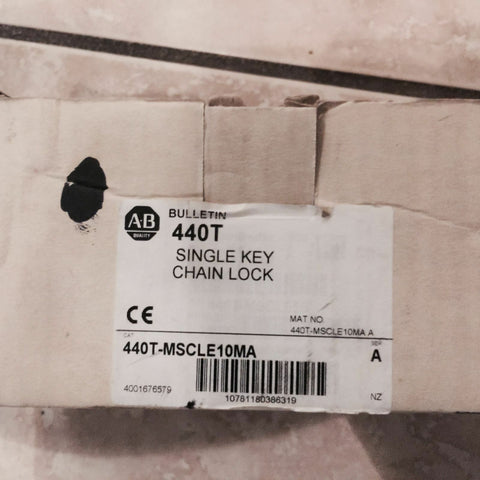 A-B
QUALITY
BULLETIN
440T
SINGLE KEY
CHAIN LOCK
CE
MAT NO.
440T-MSCLE10MA A
CAT
440T-MSCLE10MA
SER
A
4001676579
10781180386319
NZ